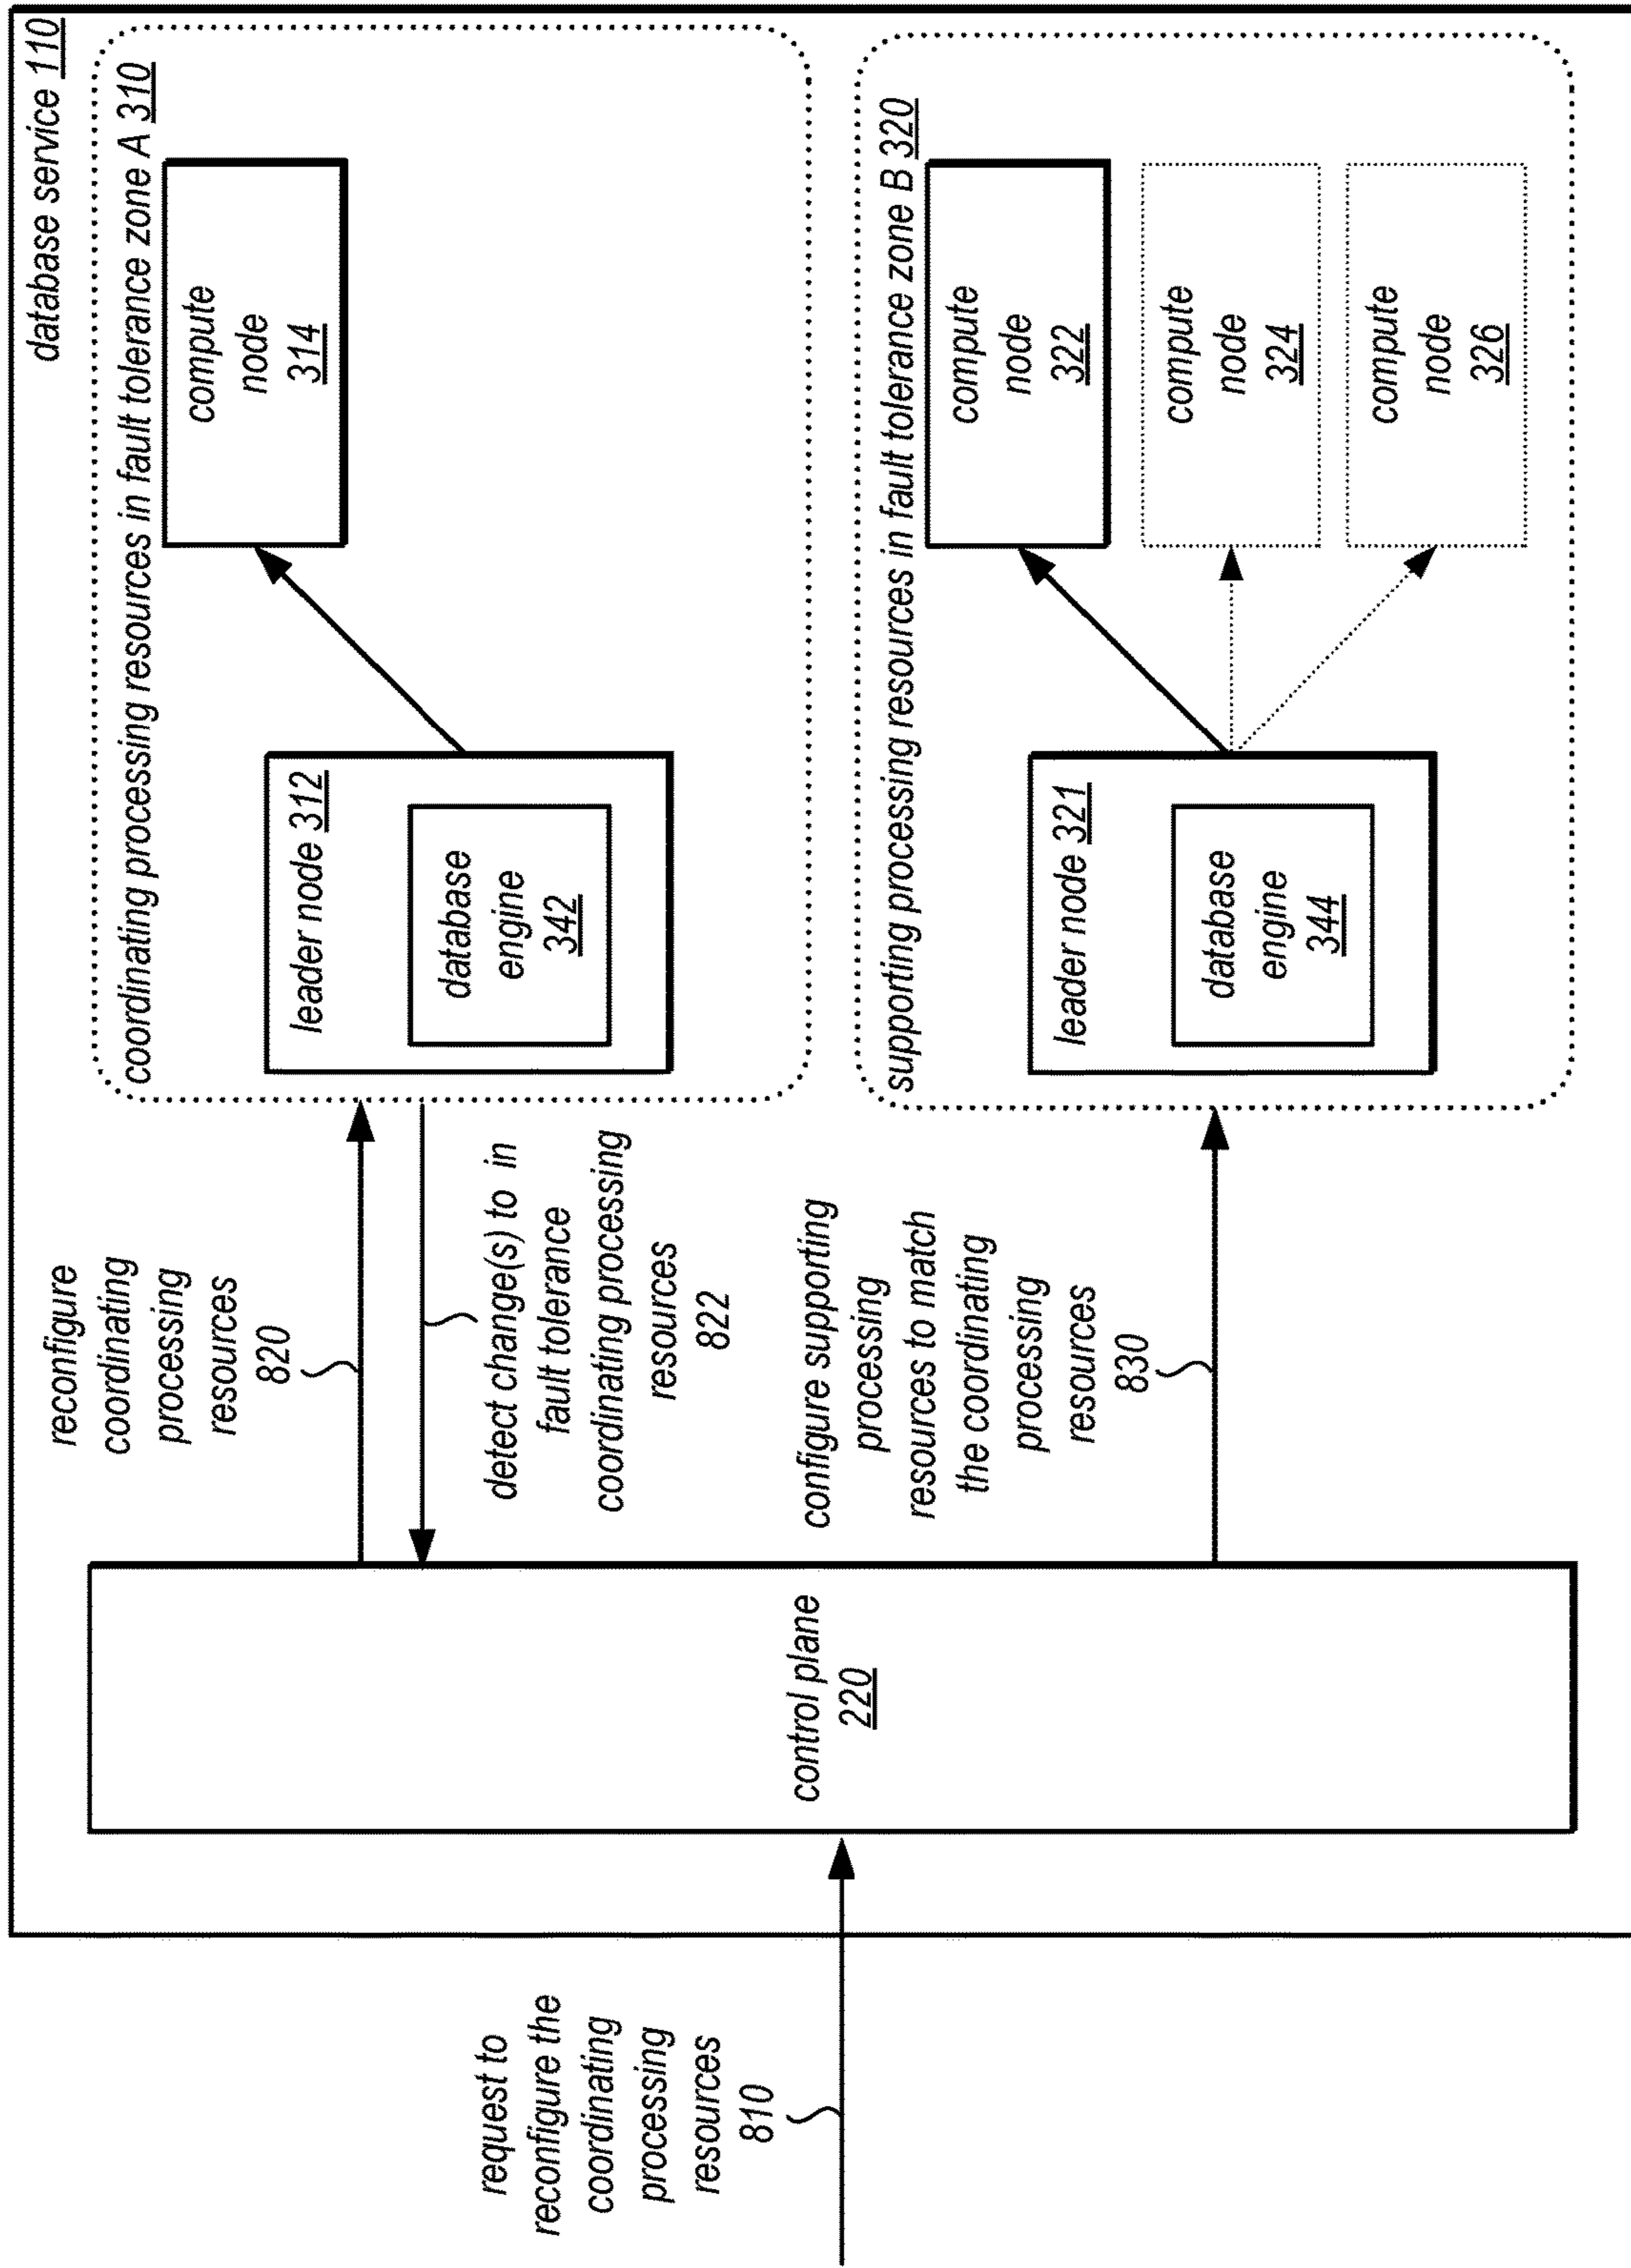 database service 110
coordinating processing resources in fault tolerance zone A 310
compute
node
314
leader node 312
database
engine
342
supporting processing resources in fault tolerance zone B 320
compute
node
322
compute
node
324
compute
node
326
leader node 321
database
engine
344
reconfigure
coordinating
processing
resources
820
detect change(s) to in
fault tolerance
coordinating processing
resources
822
configure supporting
processing
resources to match
the coordinating
processing
resources
830
control plane
220
request to
reconfigure the
coordinating
processing
resources
810